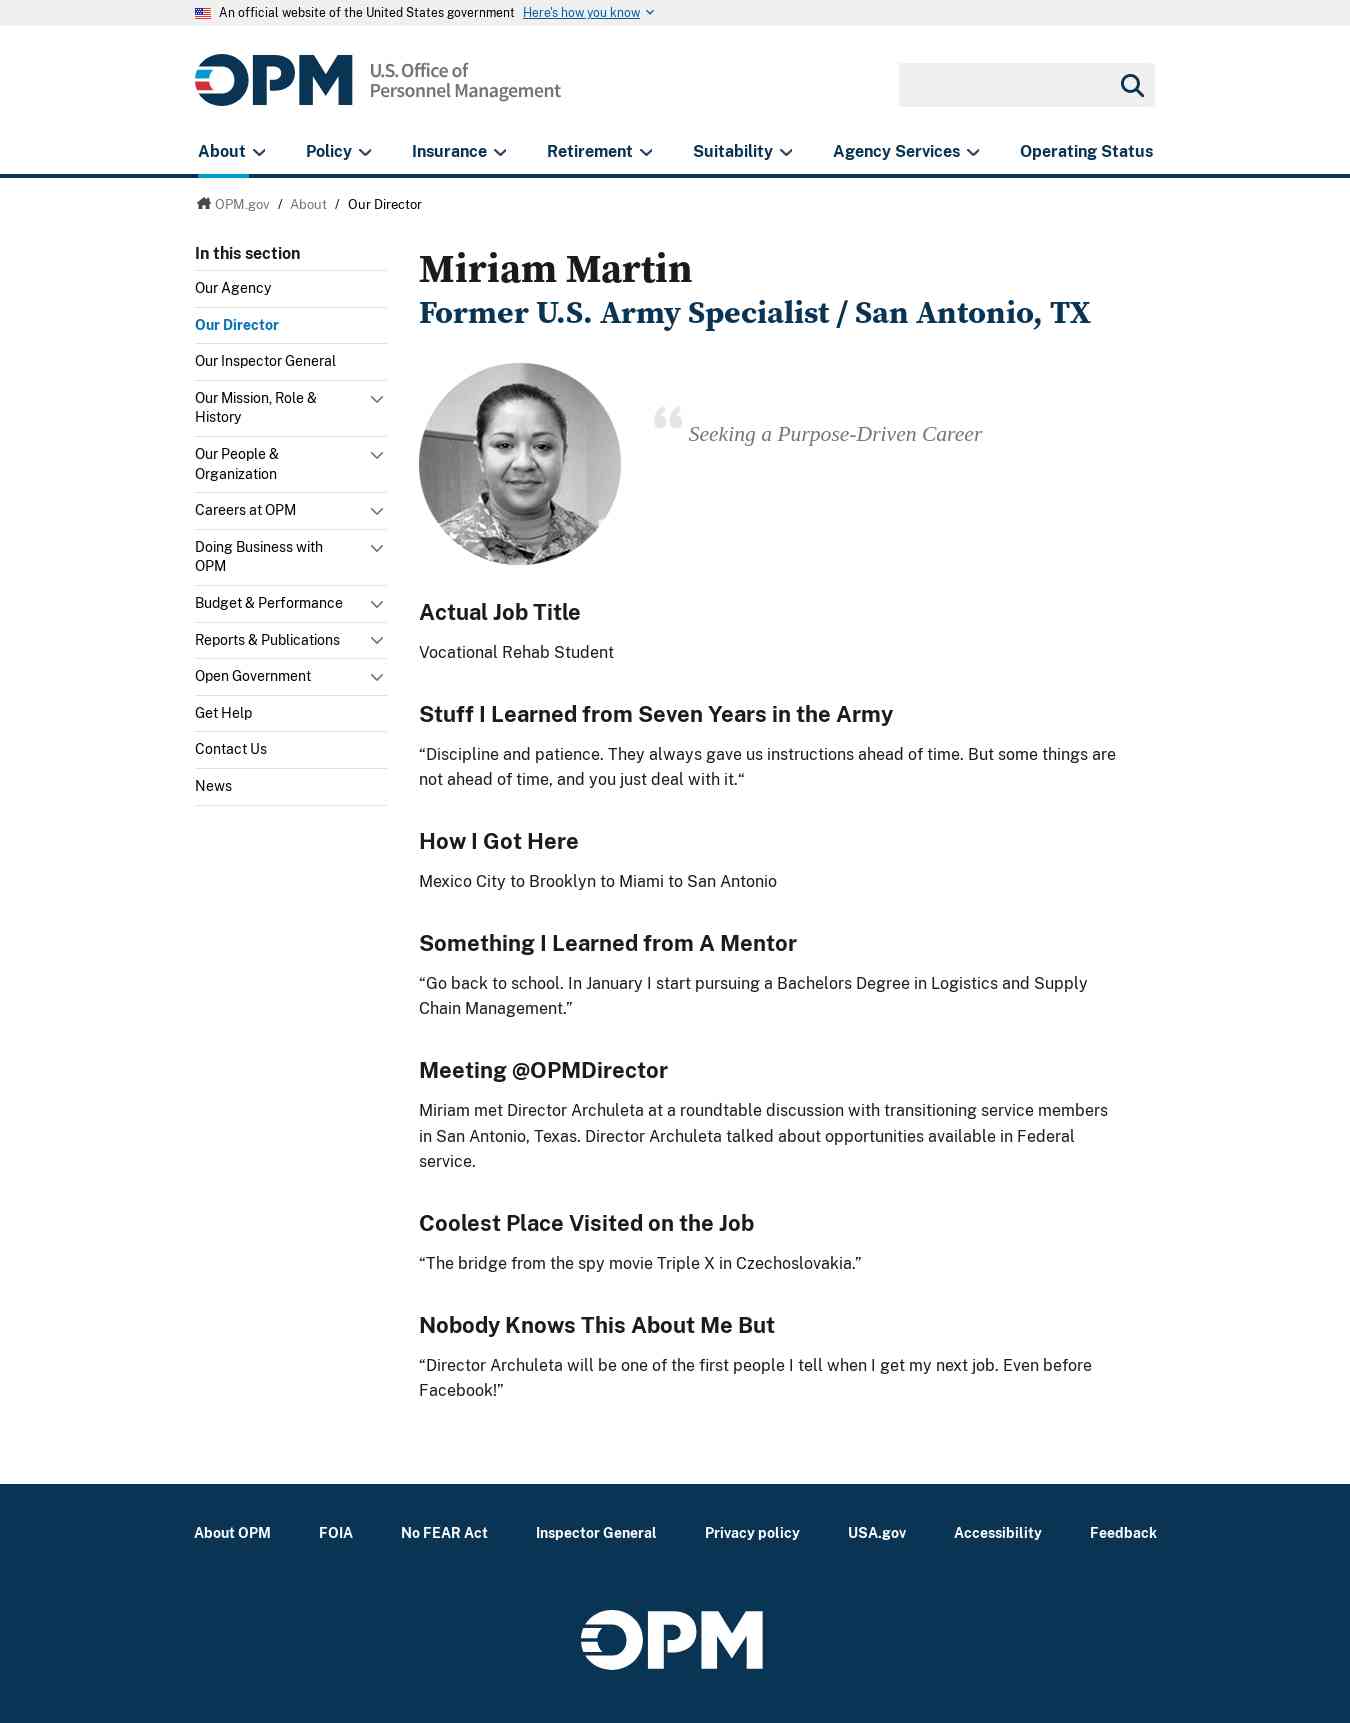 An official website of the United States government Here's how you know
OPM U.S. Office of
Personnel Management
About Policy Insurance Retirement Suitability Agency Services Operating Status
OPM.gov / About / Our Director
In this section
Our Agency
Our Director
Our Inspector General
Our Mission, Role &
History
Our People &
Organization
Careers at OPM
Doing Business with
OPM
Budget & Performance
Reports & Publications
Open Government
Get Help
Contact Us
News
Miriam Martin
Former U.S. Army Specialist / San Antonio, TX
“ Seeking a Purpose-Driven Career
Actual Job Title
Vocational Rehab Student
Stuff I Learned from Seven Years in the Army
“Discipline and patience. They always gave us instructions ahead of time. But some things are
not ahead of time, and you just deal with it.“
How I Got Here
Mexico City to Brooklyn to Miami to San Antonio
Something I Learned from A Mentor
“Go back to school. In January I start pursuing a Bachelors Degree in Logistics and Supply
Chain Management.”
Meeting @OPMDirector
Miriam met Director Archuleta at a roundtable discussion with transitioning service members
in San Antonio, Texas. Director Archuleta talked about opportunities available in Federal
service.
Coolest Place Visited on the Job
“The bridge from the spy movie Triple X in Czechoslovakia.”
Nobody Knows This About Me But
“Director Archuleta will be one of the first people I tell when I get my next job. Even before
Facebook!”
About OPM FOIA No FEAR Act Inspector General Privacy policy USA.gov Accessibility Feedback
OPM